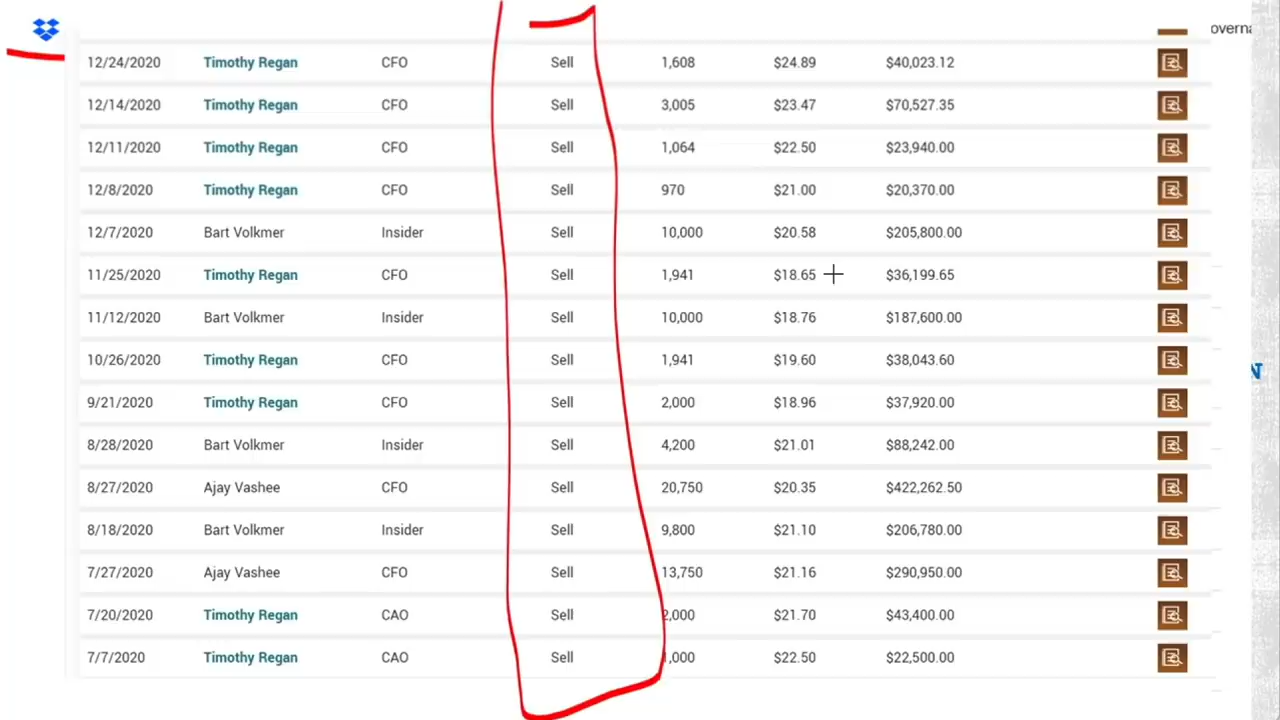 overna
12/24/2020 Timothy Regan CFO Sell 1,608 $24.89 $40,023.12
12/14/2020 Timothy Regan CFO Sell 3,005 $23.47 $70,527.35
12/11/2020 Timothy Regan CFO Sell 1,064 $22.50 $23,940.00
12/8/2020 Timothy Regan CFO Sell 970 $21.00 $20,370.00
12/7/2020 Bart Volkmer Insider Sell 10,000 $20.58 $205,800.00
11/25/2020 Timothy Regan CFO Sell 1,941 $18.65 $36,199.65
11/12/2020 Bart Volkmer Insider Sell 10,000 $18.76 $187,600.00
10/26/2020 Timothy Regan CFO Sell 1,941 $19.60 $38,043.60
N
9/21/2020 Timothy Regan CFO Sell 2,000 $18.96 $37,920.00
8/28/2020 Bart Volkmer Insider Sell 4,200 $21.01 $88,242.00
8/27/2020 Ajay Vashee CFO Sell 20,750 $20.35 $422,262.50
8/18/2020 Bart Volkmer Insider Sell 9,800 $21.10 $206,780.00
7/27/2020 Ajay Vashee CFO Sell 13,750 $21.16 $290,950.00
7/20/2020 Timothy Regan CAO Sell 2,000 $21.70 $43,400.00
7/7/2020 Timothy Regan CAO Sell 1,000 $22.50 $22,500.00